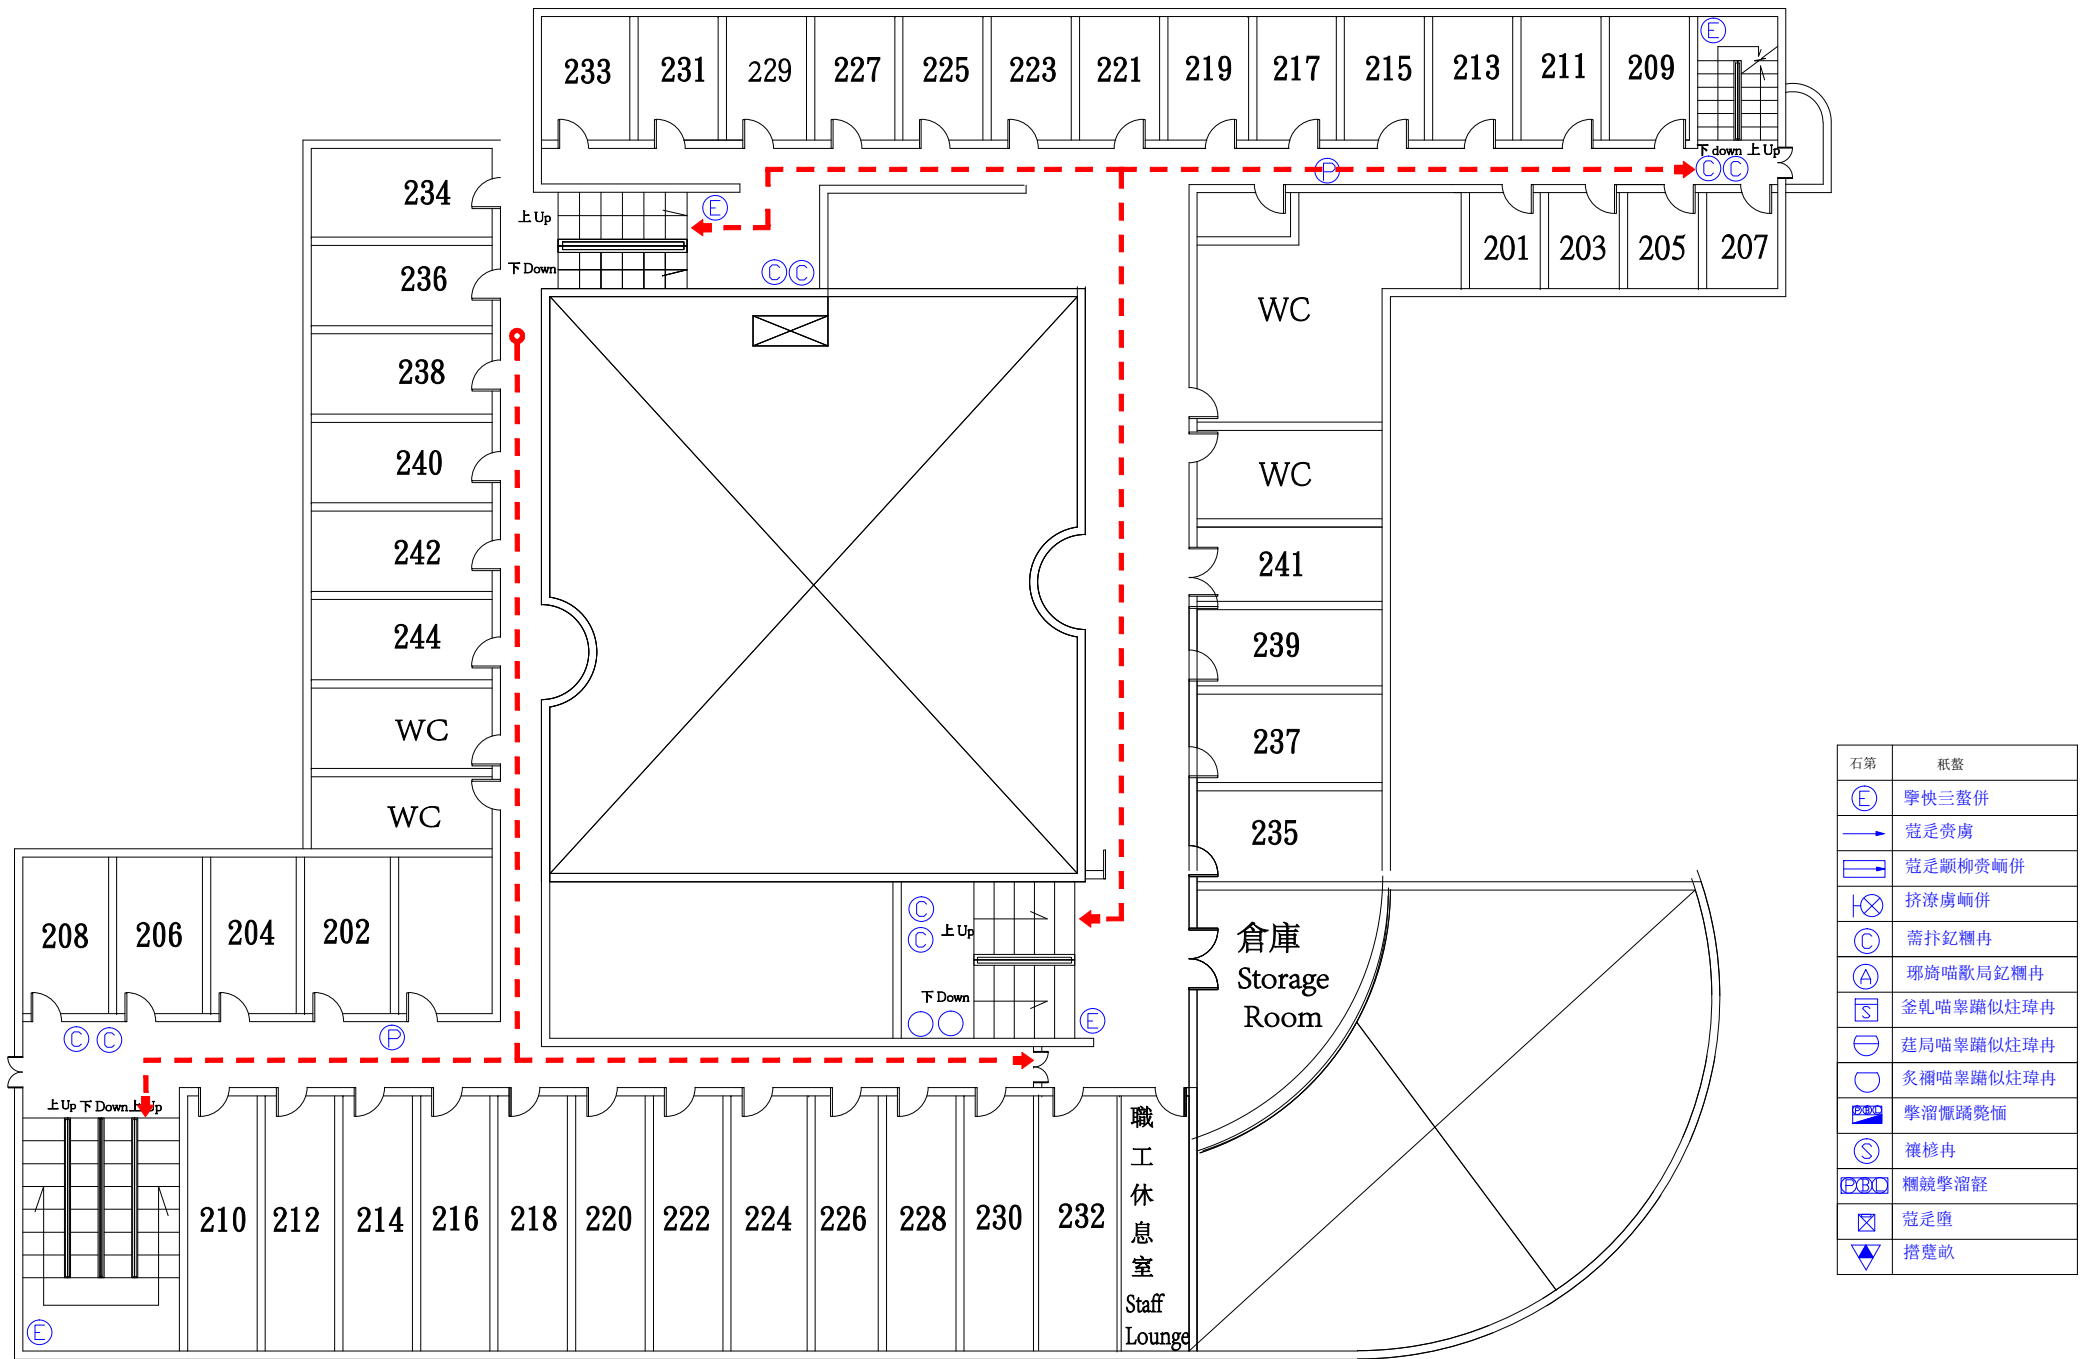 233 231 229 227 225 223 221 219 217 215 213 211 209
E
下 down 上 Up
P
C C
234
上 Up
E
201 203 205 207
236
下 Down
C C
WC
238
240
WC
242
241
244
239
WC
237
WC
235
208 206 204 202
C
C
上 Up
倉庫
Storage
Room
下 Down
E
C C
P
上 Up 下 Down 上 Up
210 212 214 216 218 220 222 224 226 228 230 232
職
工
休
息
室
Staff
Lounge
E
石第
E
C
A
S
S
PBL